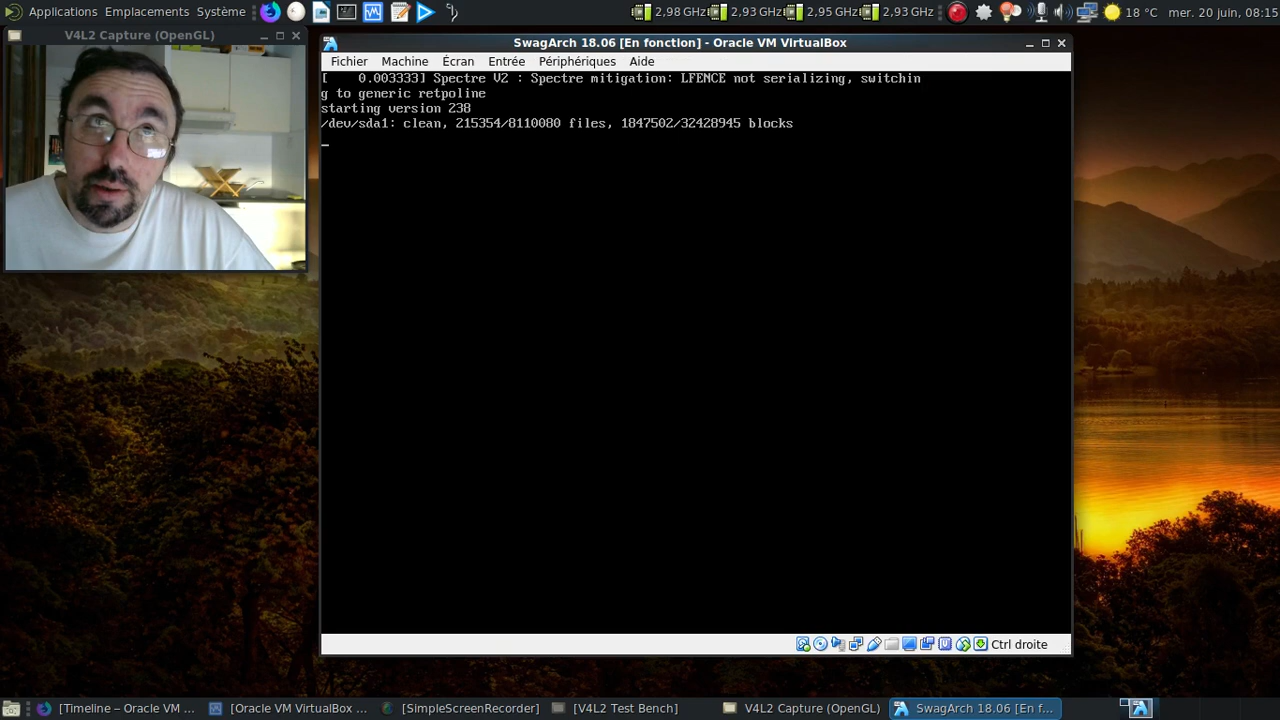 Applications Emplacements Système
2,98 GHz 2,93 GHz 2,95 GHz 2,93 GHz
18 °C mer. 20 juin, 08:15
V4L2 Capture (OpenGL)
SwagArch 18.06 [En fonction] - Oracle VM VirtualBox
Fichier Machine Écran Entrée Périphériques Aide
[    0.003333] Spectre V2 : Spectre mitigation: LFENCE not serializing, switchin
g to generic retpoline
starting version 238
/dev/sda1: clean, 215354/8110080 files, 1847502/32428945 blocks
Ctrl droite
[Timeline – Oracle VM ... [Oracle VM VirtualBox ... [SimpleScreenRecorder] [V4L2 Test Bench] V4L2 Capture (OpenGL) SwagArch 18.06 [En f...